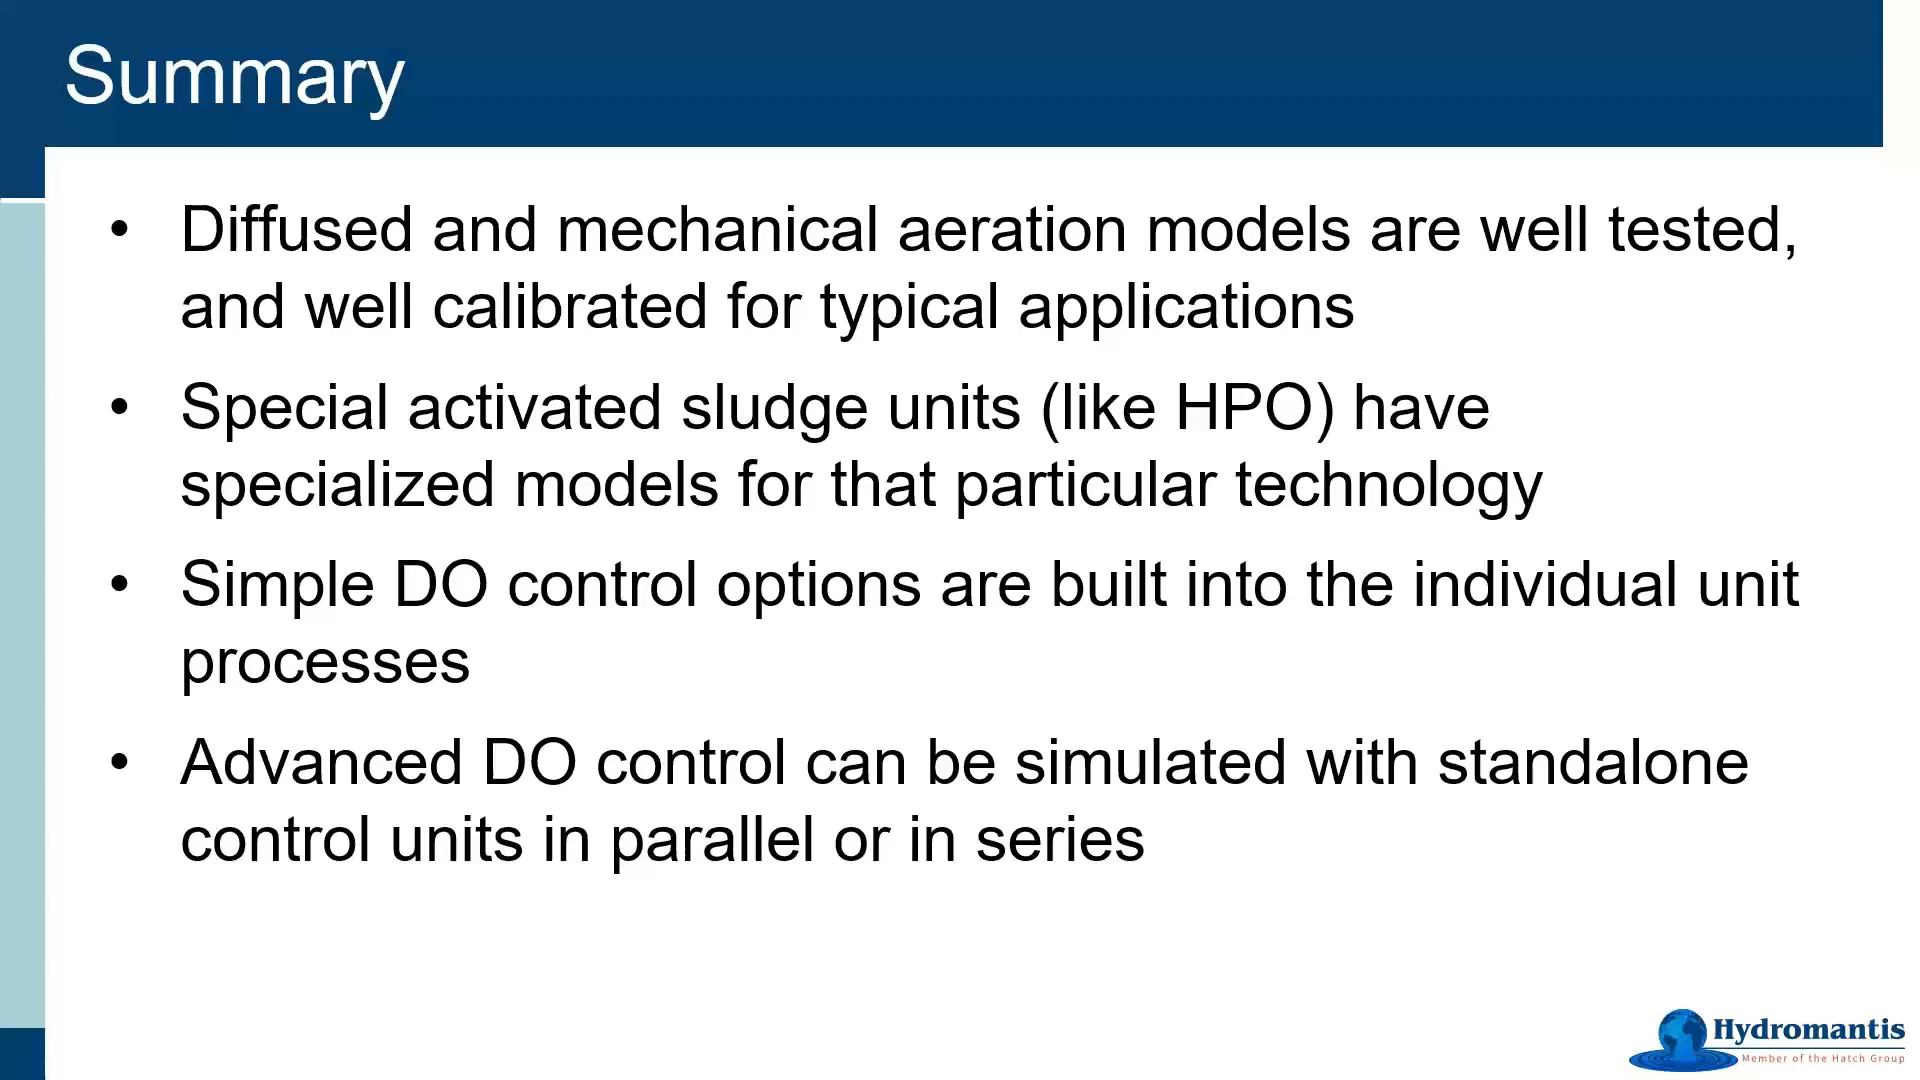 Summary
• Diffused and mechanical aeration models are well tested,
and well calibrated for typical applications
• Special activated sludge units (like HPO) have
specialized models for that particular technology
• Simple DO control options are built into the individual unit
processes
• Advanced DO control can be simulated with standalone
control units in parallel or in series
Hydromantis
Member of the Hatch Group